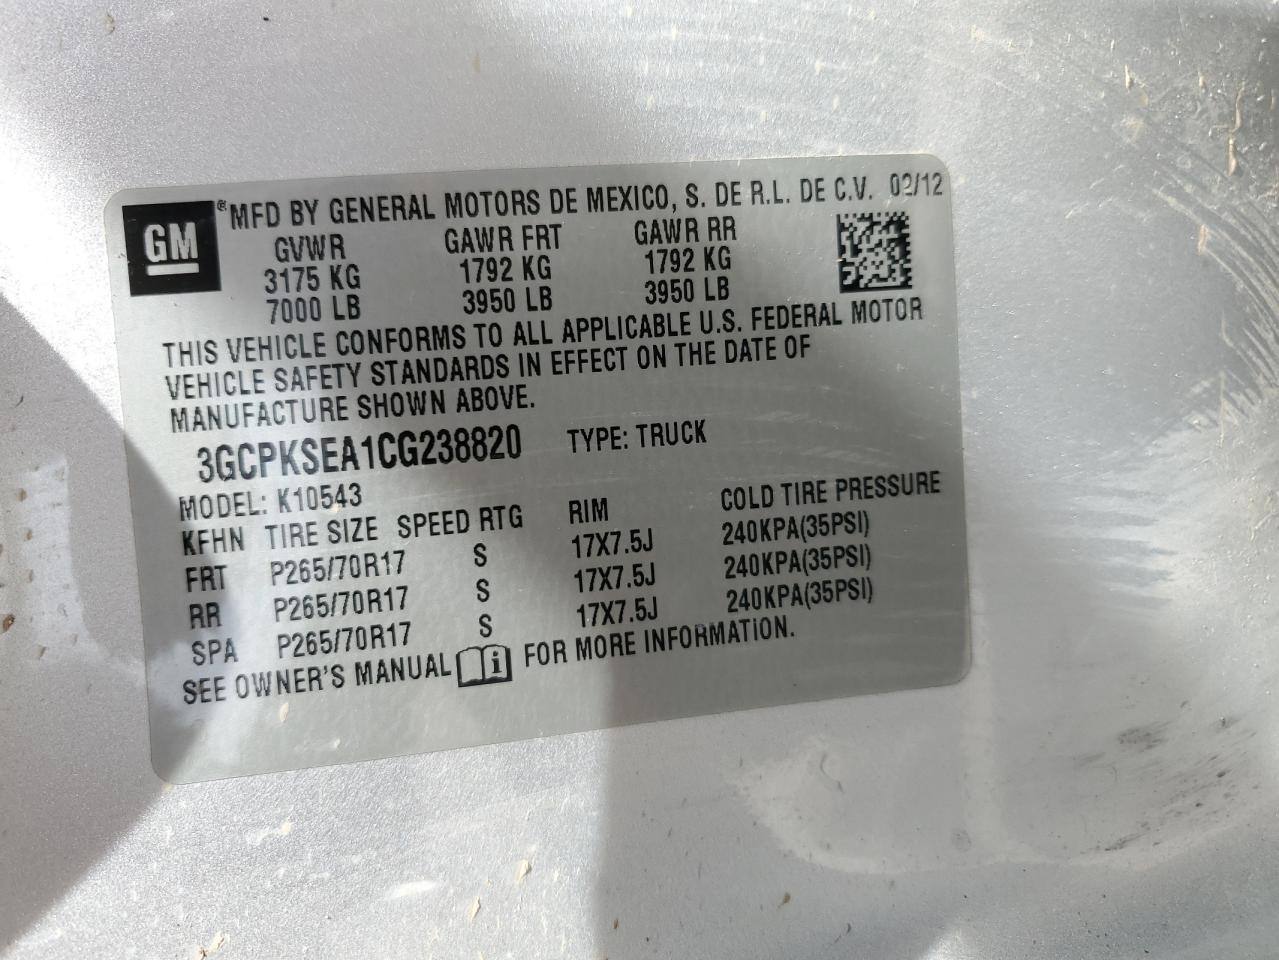 GM
® MFD BY GENERAL MOTORS DE MEXICO, S. DE R.L. DE C.V. 02/12
GVWR GAWR FRT GAWR RR
3175 KG 1792 KG 1792 KG
7000 LB 3950 LB 3950 LB
THIS VEHICLE CONFORMS TO ALL APPLICABLE U.S. FEDERAL MOTOR
VEHICLE SAFETY STANDARDS IN EFFECT ON THE DATE OF
MANUFACTURE SHOWN ABOVE.
3GCPKSEA1CG238820 TYPE: TRUCK
MODEL: K10543
KFHN TIRE SIZE SPEED RTG RIM COLD TIRE PRESSURE
FRT P265/70R17 S 17X7.5J 240KPA(35PSI)
RR P265/70R17 S 17X7.5J 240KPA(35PSI)
SPA P265/70R17 S 17X7.5J 240KPA(35PSI)
SEE OWNER'S MANUAL i FOR MORE INFORMATION.